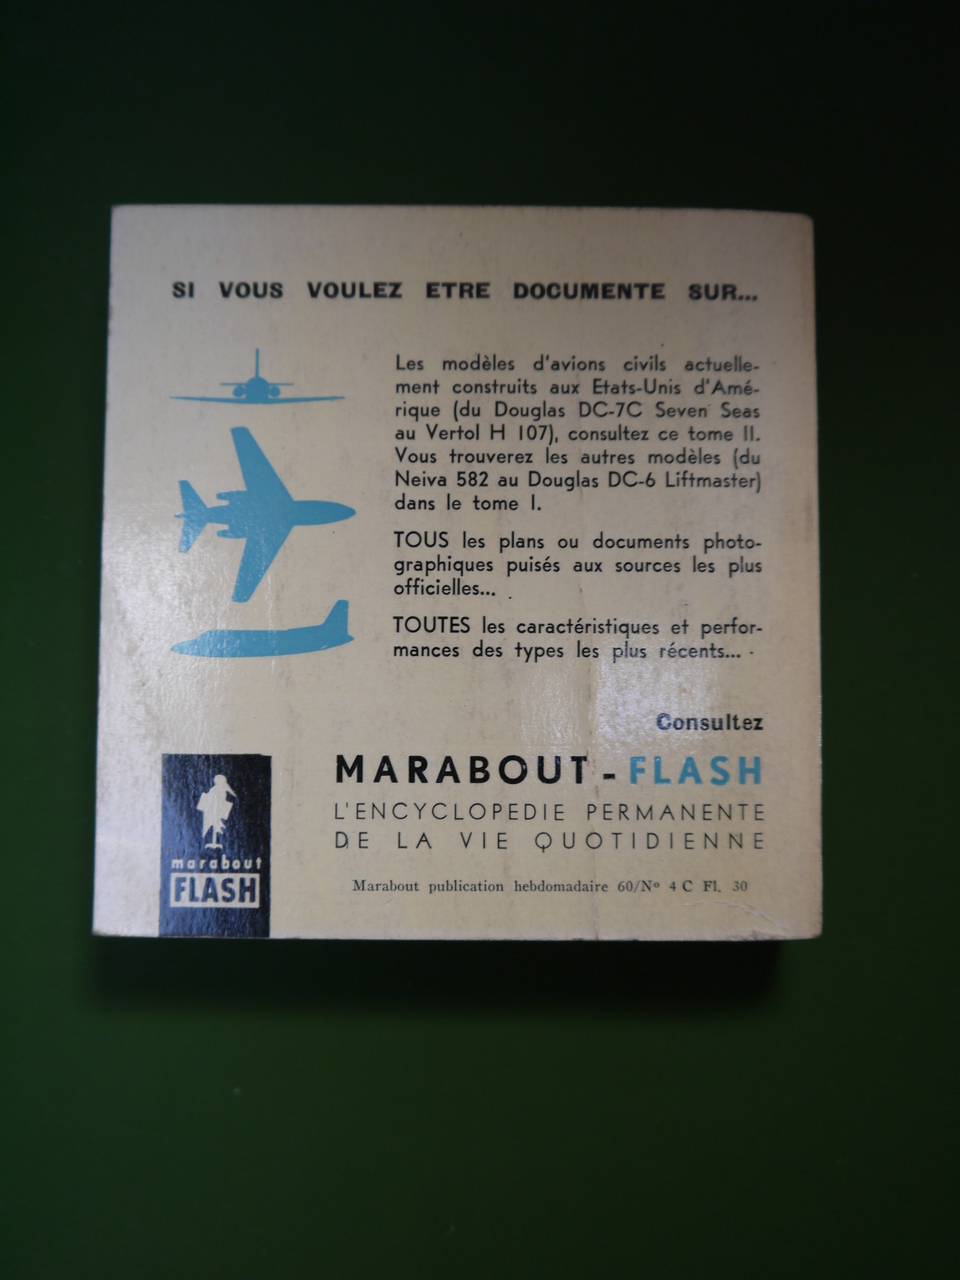 SI VOUS VOULEZ ETRE DOCUMENTE SUR...
Les modèles d'avions civils actuelle-
ment construits aux Etats-Unis d'Amé-
rique (du Douglas DC-7C Seven Seas
au Vertol H 107), consultez ce tome II.
Vous trouverez les autres modèles (du
Neiva 582 au Douglas DC-6 Liftmaster)
dans le tome I.
TOUS les plans ou documents photo-
graphiques puisés aux sources les plus
officielles...
TOUTES les caractéristiques et perfor-
mances des types les plus récents...
Consultez
MARABOUT - FLASH
L'ENCYCLOPEDIE PERMANENTE
DE LA VIE QUOTIDIENNE
Marabout publication hebdomadaire 60/Nº 4 C Fl. 30
marabout
FLASH